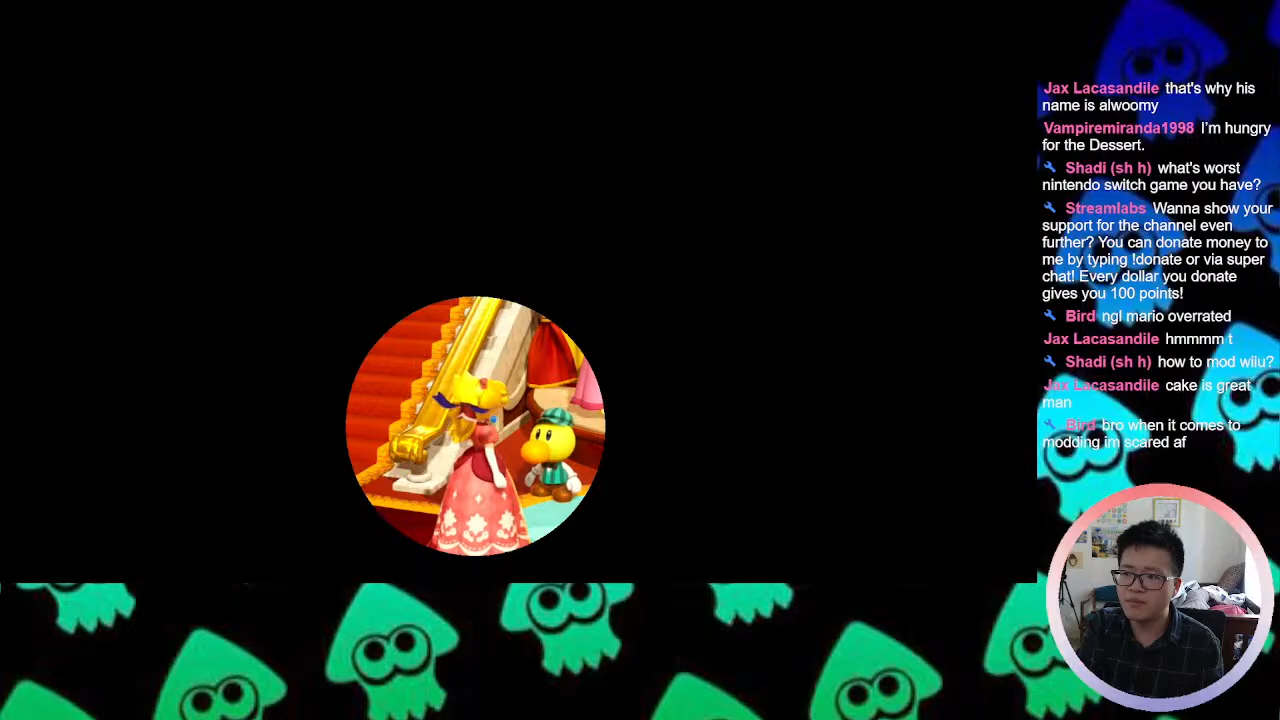 Jax Lacasandile that's why his
name is alwoomy
Vampiremiranda1998 I'm hungry
for the Dessert.
Shadi (sh h) what's worst
nintendo switch game you have?
Streamlabs Wanna show your
support for the channel even
further? You can donate money to
me by typing !donate or via super
chat! Every dollar you donate
gives you 100 points!
Bird ngl mario overrated
Jax Lacasandile hmmmm t
Shadi (sh h) how to mod wiiu?
Jax Lacasandile cake is great
man
Bird bro when it comes to
modding im scared af